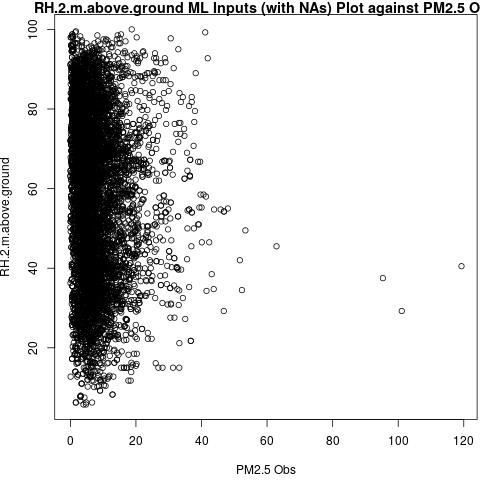 RH.2.m.above.ground ML Inputs (with NAs) Plot against PM2.5 O
100
80
60
40
20
RH.2.m.above.ground
0 20 40 60 80 100 120
PM2.5 Obs